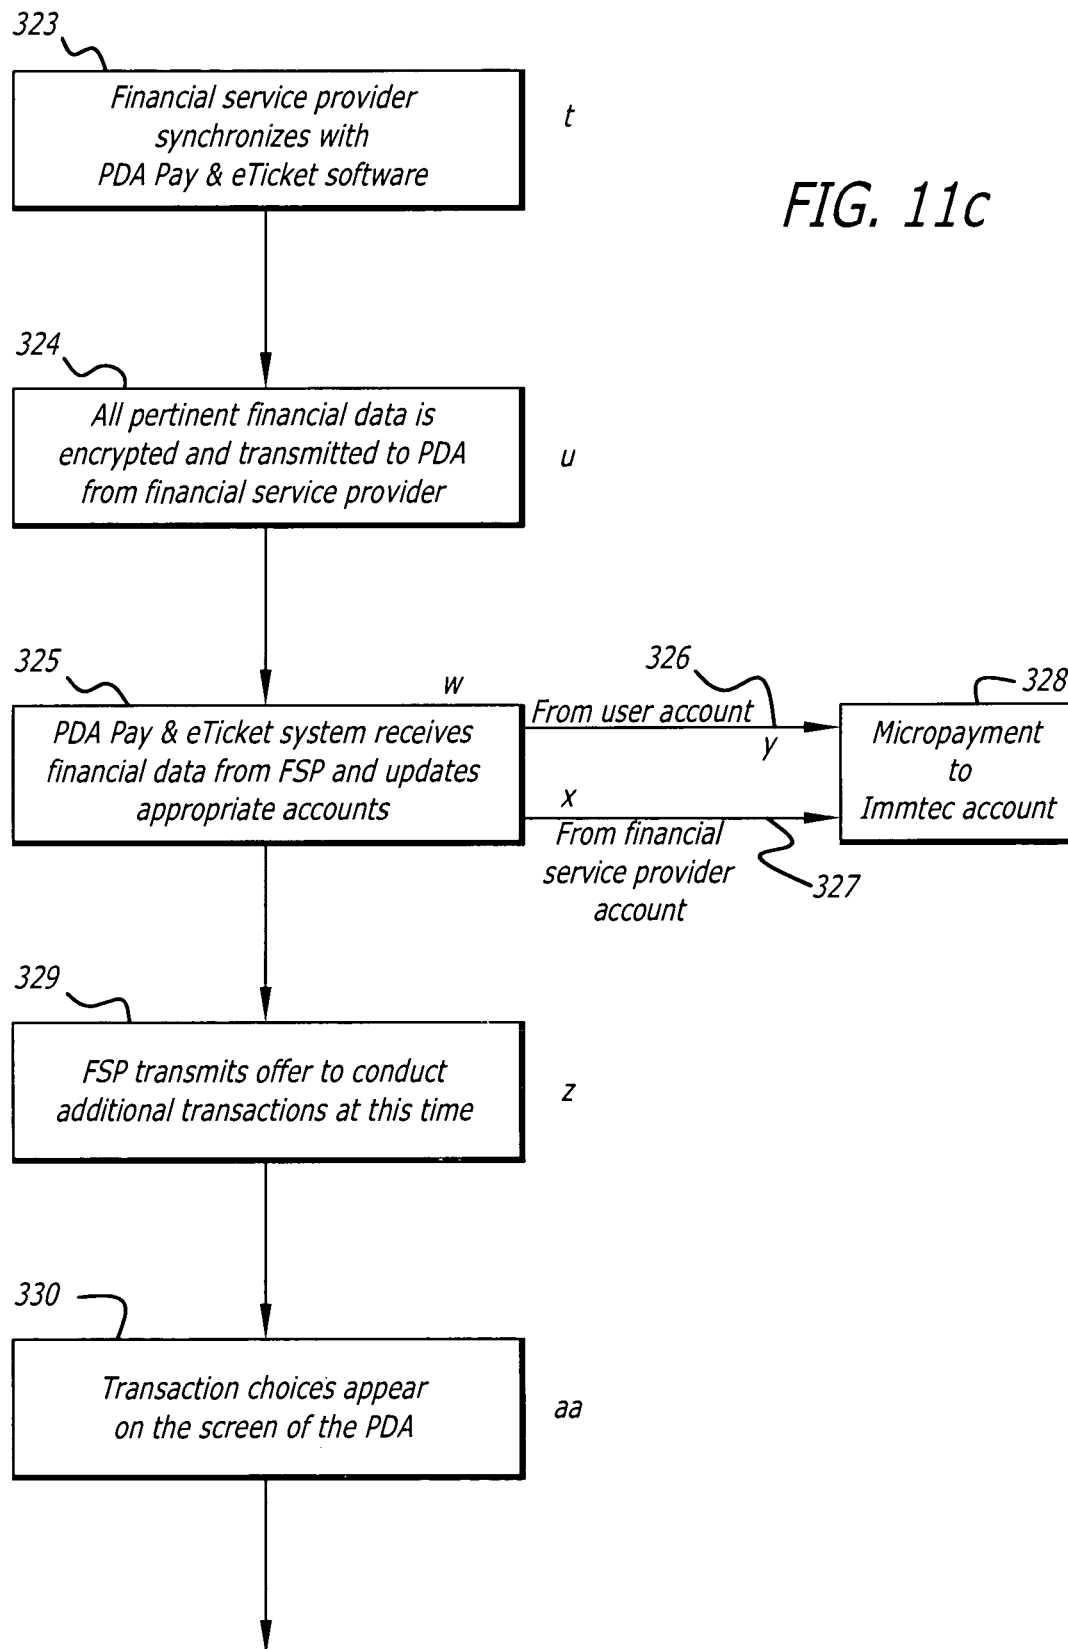 323
Financial service provider
synchronizes with
PDA Pay & eTicket software
t
FIG. 11c
324
All pertinent financial data is
encrypted and transmitted to PDA
from financial service provider
u
325
w
PDA Pay & eTicket system receives
financial data from FSP and updates
appropriate accounts
326
From user account
y
x
From financial
service provider
account
327
328
Micropayment
to
Immtec account
329
FSP transmits offer to conduct
additional transactions at this time
z
330
Transaction choices appear
on the screen of the PDA
aa